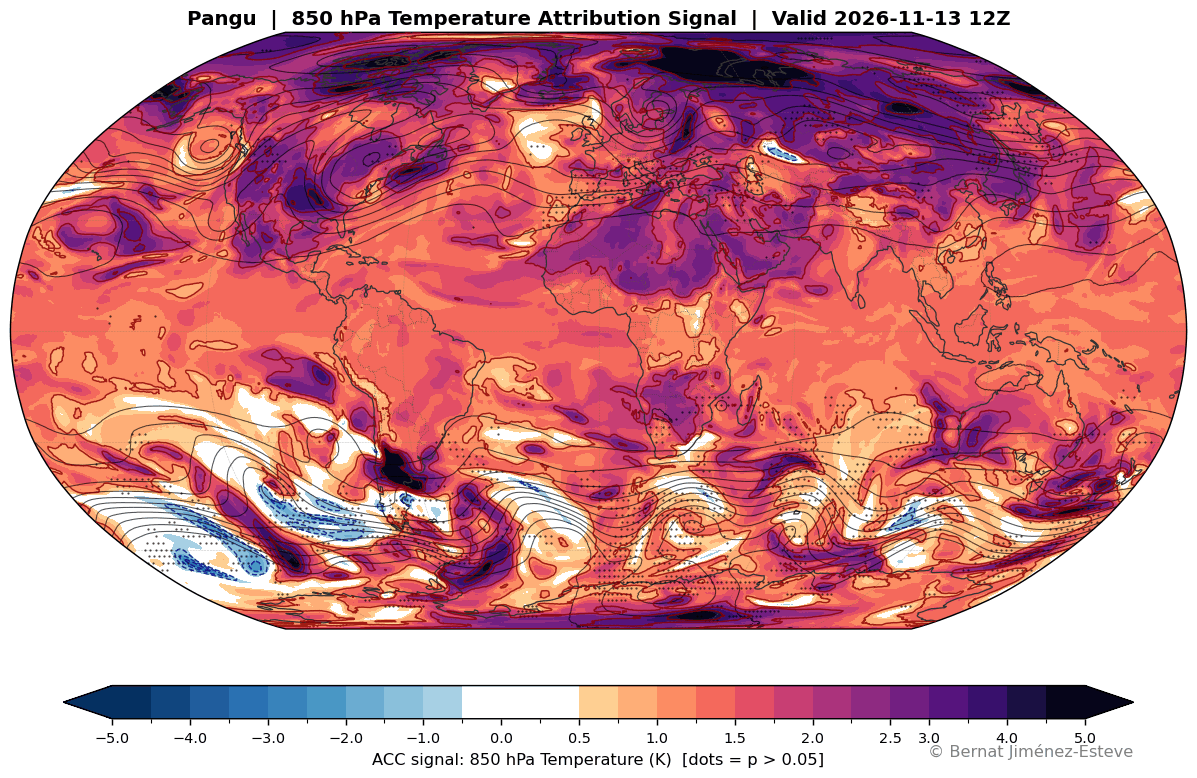 Pangu | 850 hPa Temperature Attribution Signal | Valid 2026-11-13 12Z
−5.0 −4.0 −3.0 −2.0 −1.0 0.0 0.5 1.0 1.5 2.0 2.5 3.0 4.0 5.0
ACC signal: 850 hPa Temperature (K) [dots = p > 0.05]
© Bernat Jiménez-Esteve